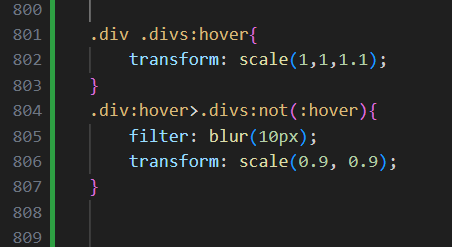 800
801 .div .divs:hover{
802 transform: scale(1,1,1.1);
803 }
804 .div:hover>.divs:not(:hover){
805 filter: blur(10px);
806 transform: scale(0.9, 0.9);
807 }
808
809